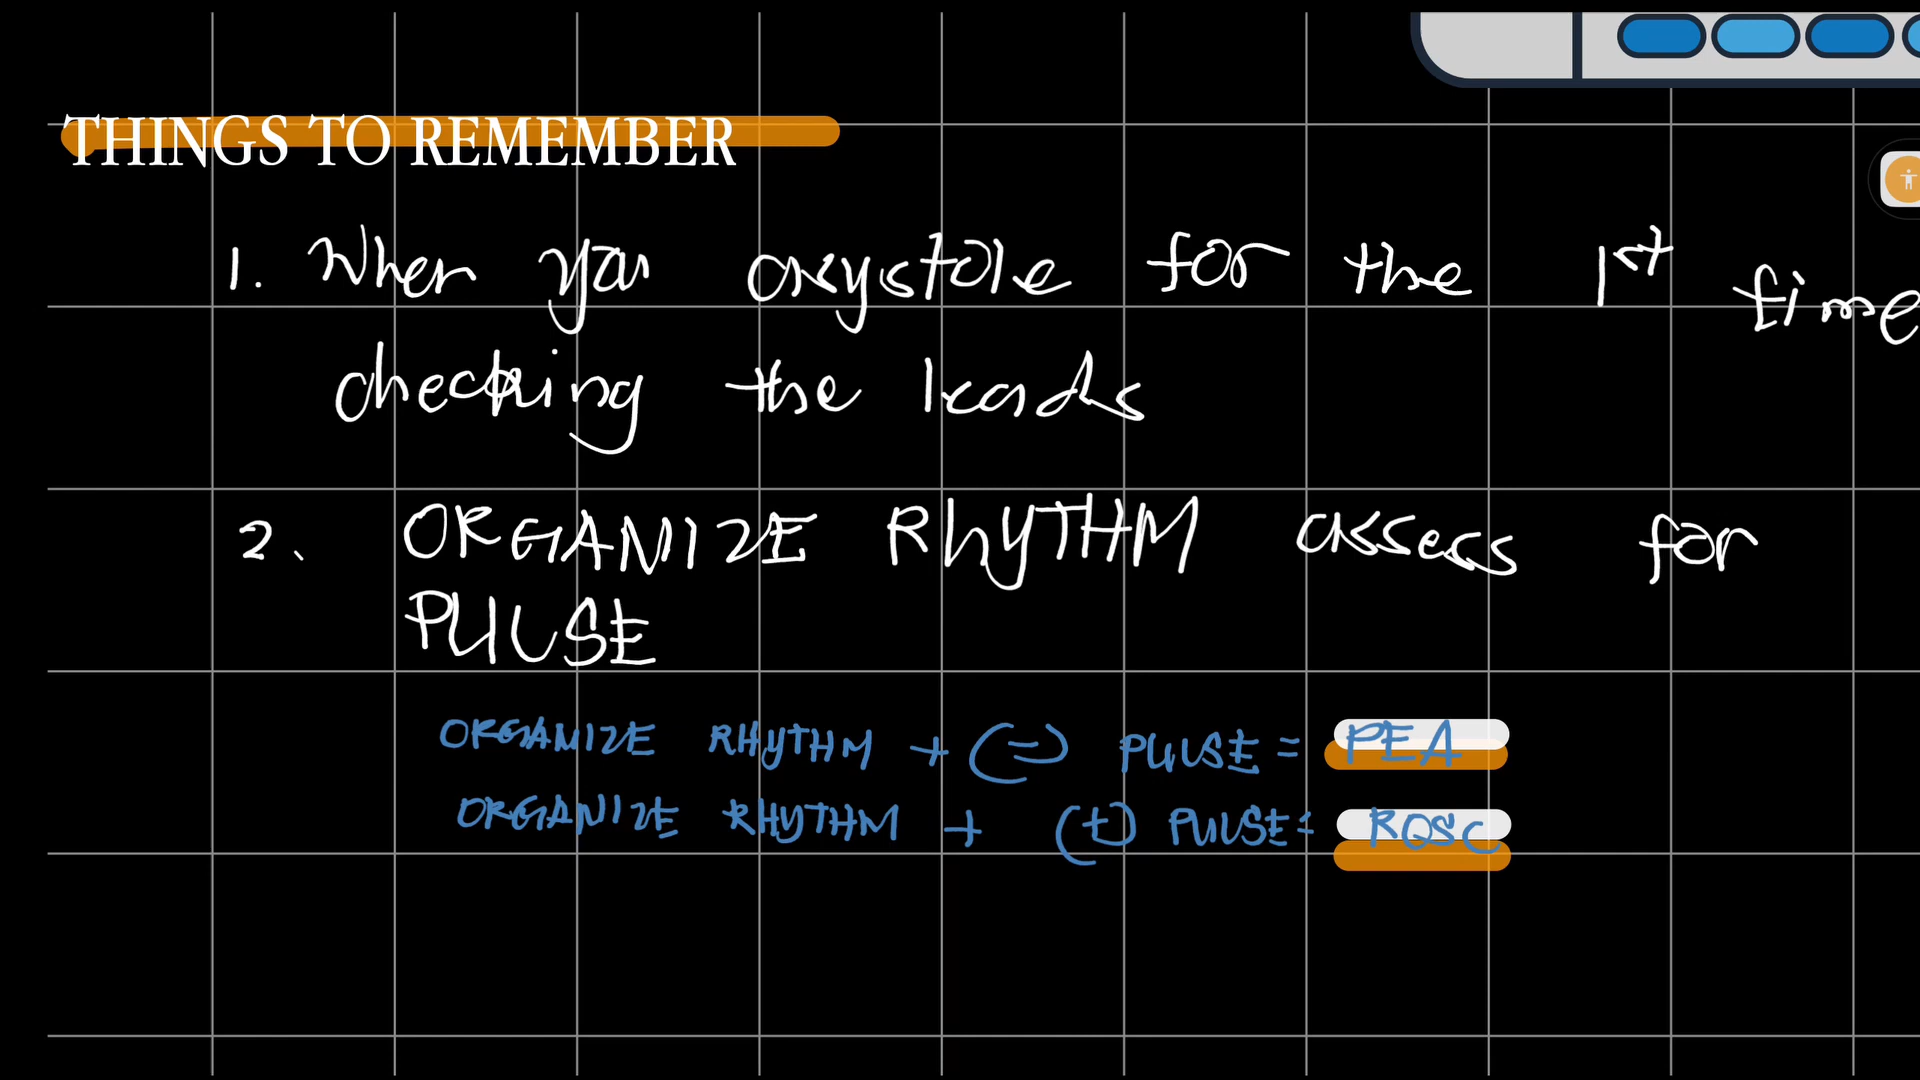 THINGS TO REMEMBER
1. When you asystole for the 1st time
checking the leads
2. ORGANIZE RhYTHM assess for
PULSE
ORGANIZE RHYTHM + (-) PULSE = PEA
ORGANIZE RHYTHM + (+) PULSE = ROSC